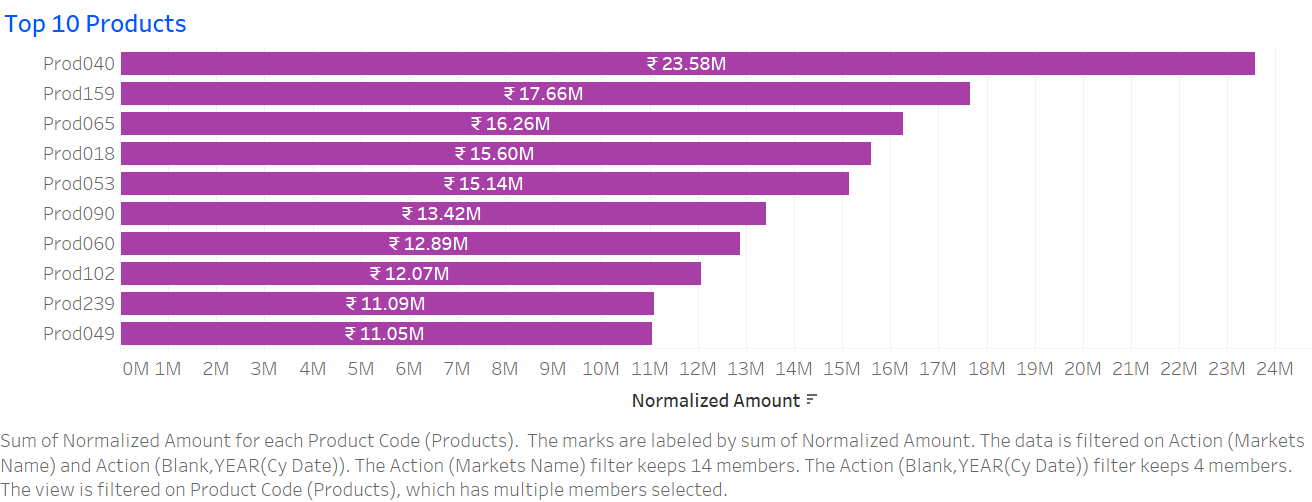 Top 10 Products
Prod040 ₹ 23.58M
Prod159 ₹ 17.66M
Prod065 ₹ 16.26M
Prod018 ₹ 15.60M
Prod053 ₹ 15.14M
Prod090 ₹ 13.42M
Prod060 ₹ 12.89M
Prod102 ₹ 12.07M
Prod239 ₹ 11.09M
Prod049 ₹ 11.05M
0M 1M 2M 3M 4M 5M 6M 7M 8M 9M 10M 11M 12M 13M 14M 15M 16M 17M 18M 19M 20M 21M 22M 23M 24M
Normalized Amount
Sum of Normalized Amount for each Product Code (Products).  The marks are labeled by sum of Normalized Amount. The data is filtered on Action (Markets
Name) and Action (Blank,YEAR(Cy Date)). The Action (Markets Name) filter keeps 14 members. The Action (Blank,YEAR(Cy Date)) filter keeps 4 members.
The view is filtered on Product Code (Products), which has multiple members selected.